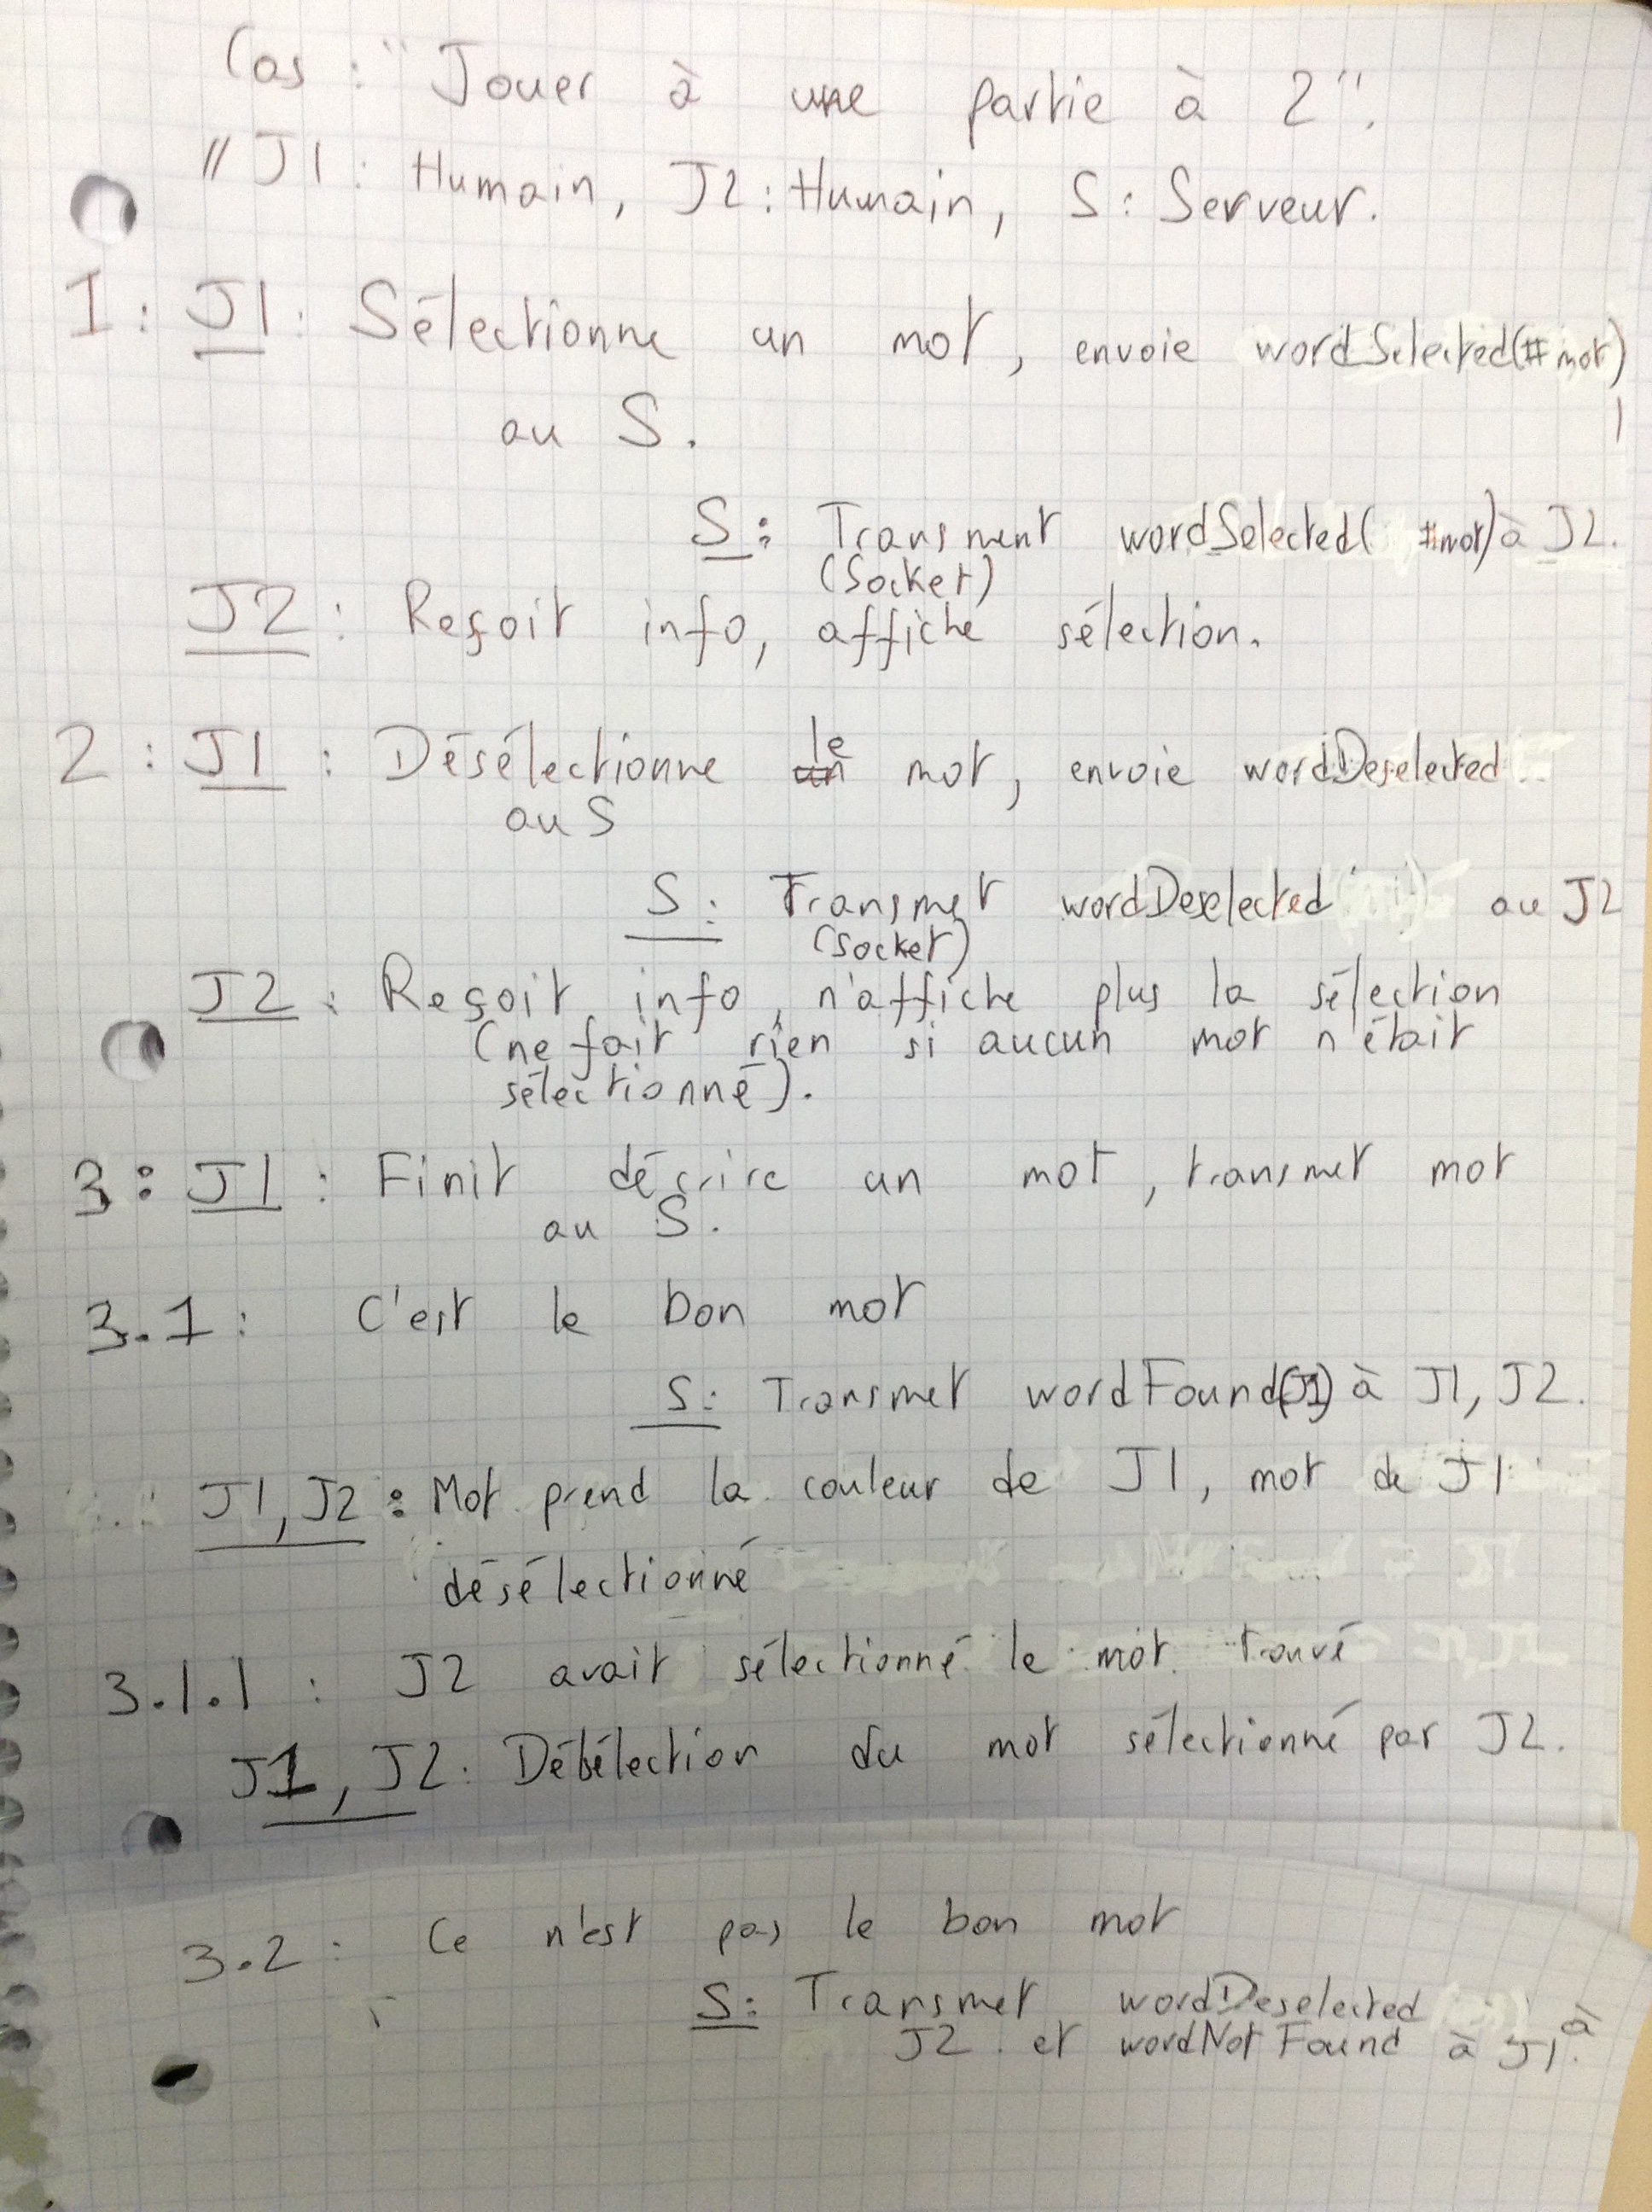 Cas : "Jouer à une partie à 2".
// J1 : Humain, J2 : Humain, S : Serveur.
1 : J1 : Sélectionne un mot, envoie wordSelected(#mot)
au S.
S : Transment wordSelected( #mot) à J2.
(Socket)
J2 : Reçoit info, affiche sélection.
2 : J1 : Désélectionne le mot, envoie wordDeselected
au S
S : Transmet wordDeselected au J2
(Socket)
J2 : Reçoit info, n'affiche plus la sélection
(ne fait rien si aucun mot n'était
sélectionné).
3 : J1 : Finit décrire un mot, transmet mot
au S.
3.1 : C'est le bon mot
S : Transmet wordFound(J1) à J1, J2.
J1, J2 : Mot prend la couleur de J1, mot de J1
désélectionné
3.1.1 : J2 avait sélectionné le mot trouvé
J1, J2 : Désélection du mot sélectionné par J2.
3.2 : Ce n'est pas le bon mot
S : Transmet wordDeselected à
J2 et wordNotFound à J1.